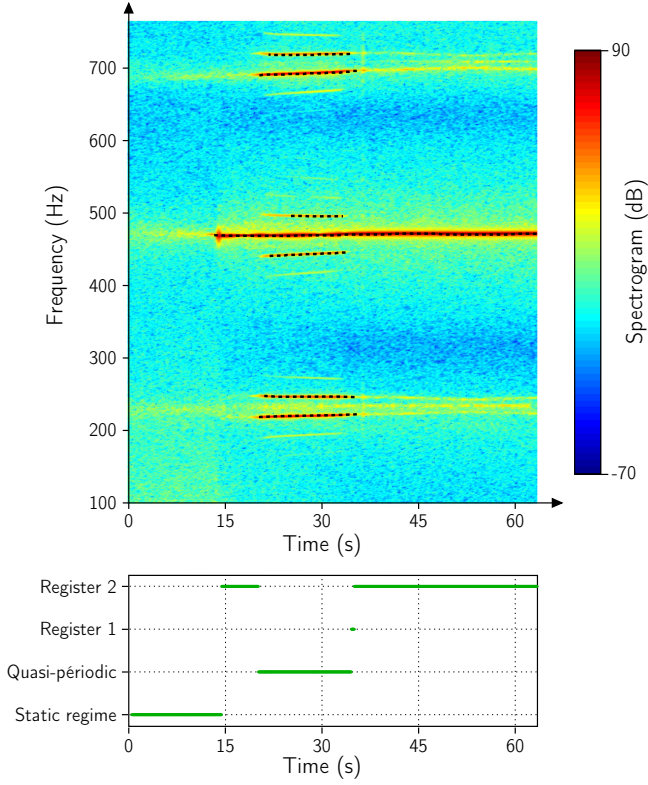 700
600
500
400
300
200
100
Frequency (Hz)
0 15 30 45 60
Time (s)
90
-70
Spectrogram (dB)
Register 2
Register 1
Quasi-périodic
Static regime
0 15 30 45 60
Time (s)